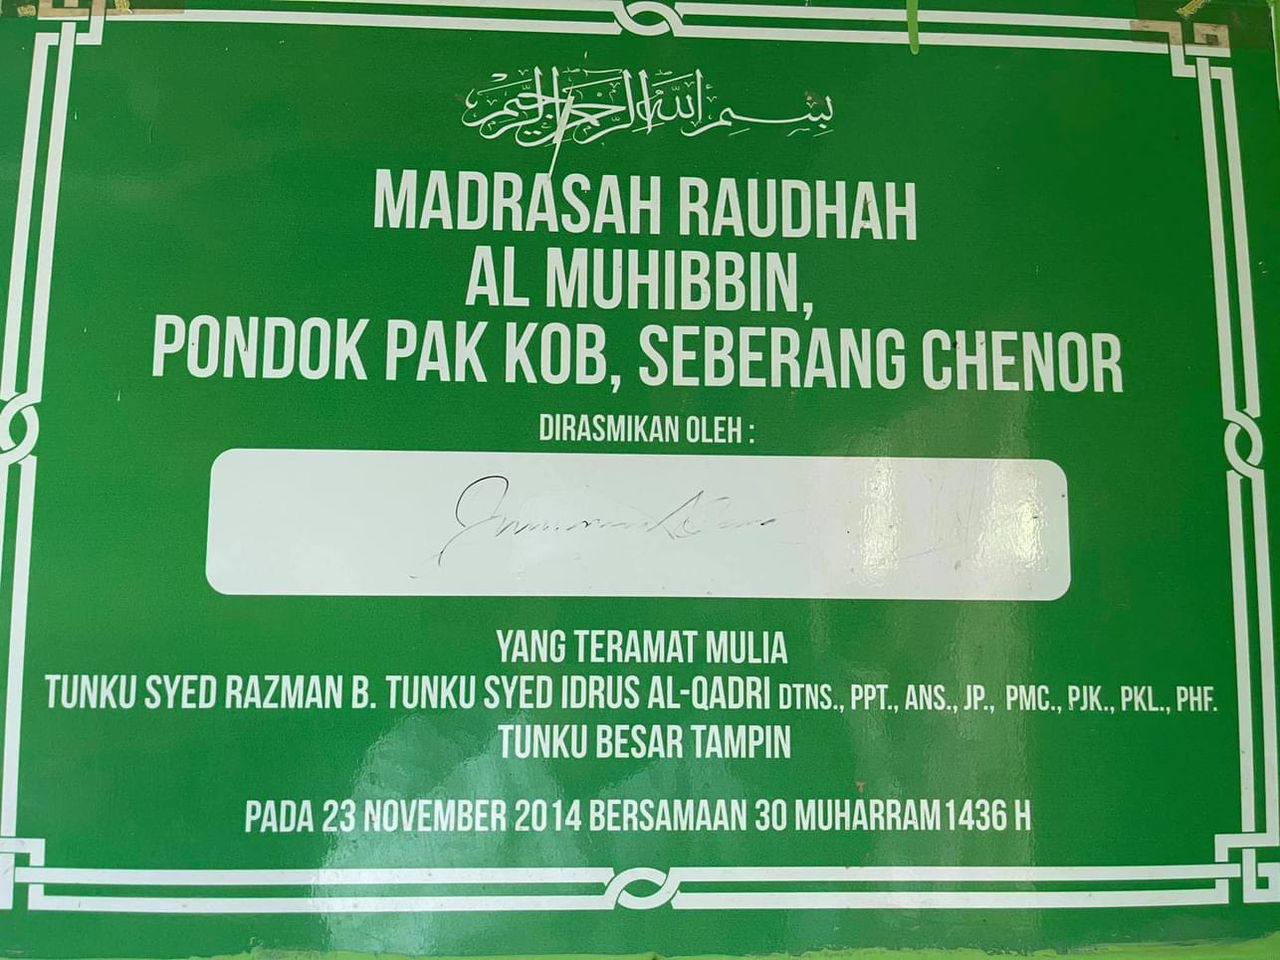 بسم الله الرحمن الرحيم
MADRASAH RAUDHAH
AL MUHIBBIN,
PONDOK PAK KOB, SEBERANG CHENOR
DIRASMIKAN OLEH :
YANG TERAMAT MULIA
TUNKU SYED RAZMAN B. TUNKU SYED IDRUS AL-QADRI DTNS., PPT., ANS., JP., PMC., PJK., PKL., PHF.
TUNKU BESAR TAMPIN
PADA 23 NOVEMBER 2014 BERSAMAAN 30 MUHARRAM1436 H